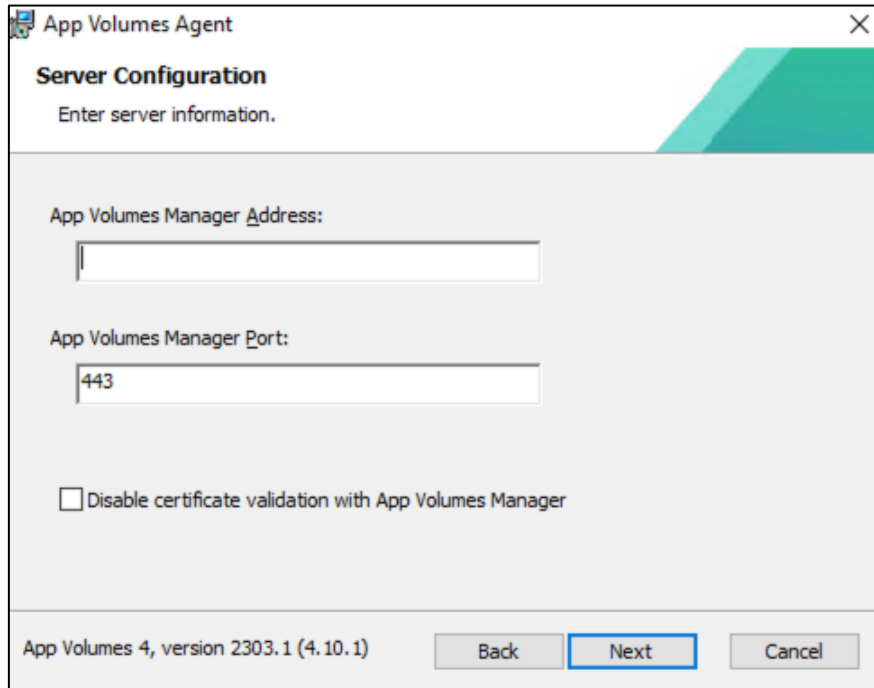 App Volumes Agent
Server Configuration
Enter server information.
App Volumes Manager Address:
App Volumes Manager Port:
443
Disable certificate validation with App Volumes Manager
App Volumes 4, version 2303.1 (4.10.1)
Back
Next
Cancel